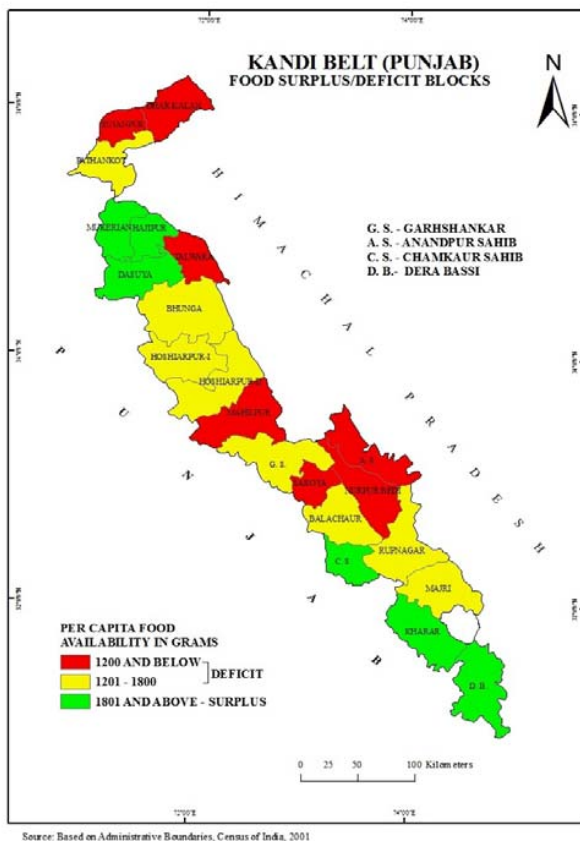 KANDI BELT (PUNJAB)
FOOD SURPLUS/DEFICIT BLOCKS
N
DHAR KALAN
PATHANKOT
HIMACHAL PRADESH
MUKERIAN
HAJIPUR
TALWARA
DASUYA
G. S. - GARHSHANKAR
A. S. - ANANDPUR SAHIB
C. S. - CHAMKAUR SAHIB
D. B.- DERA BASSI
BHUNGA
HOSHIARPUR-I
HOSHIARPUR-II
MAHILPUR
PUNJAB
G. S.
A. S.
SAROYA
NURPUR BEDI
BALACHAUR
RUPNAGAR
C. S.
MAJRI
KHARAR
D. B.
PER CAPITA FOOD
AVAILABILITY IN GRAMS
1200 AND BELOW
DEFICIT
1201 - 1800
1801 AND ABOVE - SURPLUS
0 25 50 100 Kilometers
Source: Based on Administrative Boundaries, Census of India, 2001